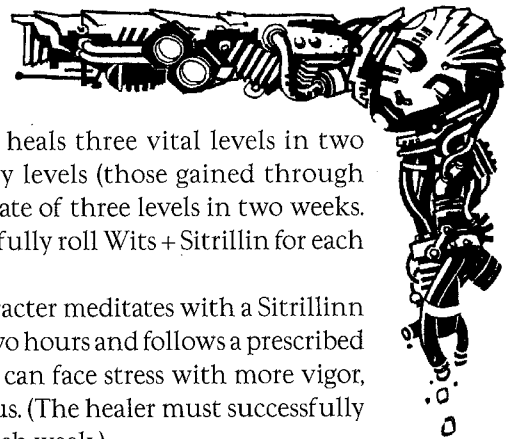 heals three vital levels in two
y levels (those gained through
ate of three levels in two weeks.
fully roll Wits + Sitrillin for each
acter meditates with a Sitrillinn
vo hours and follows a prescribed
can face stress with more vigor,
us. (The healer must successfully
ch week.)